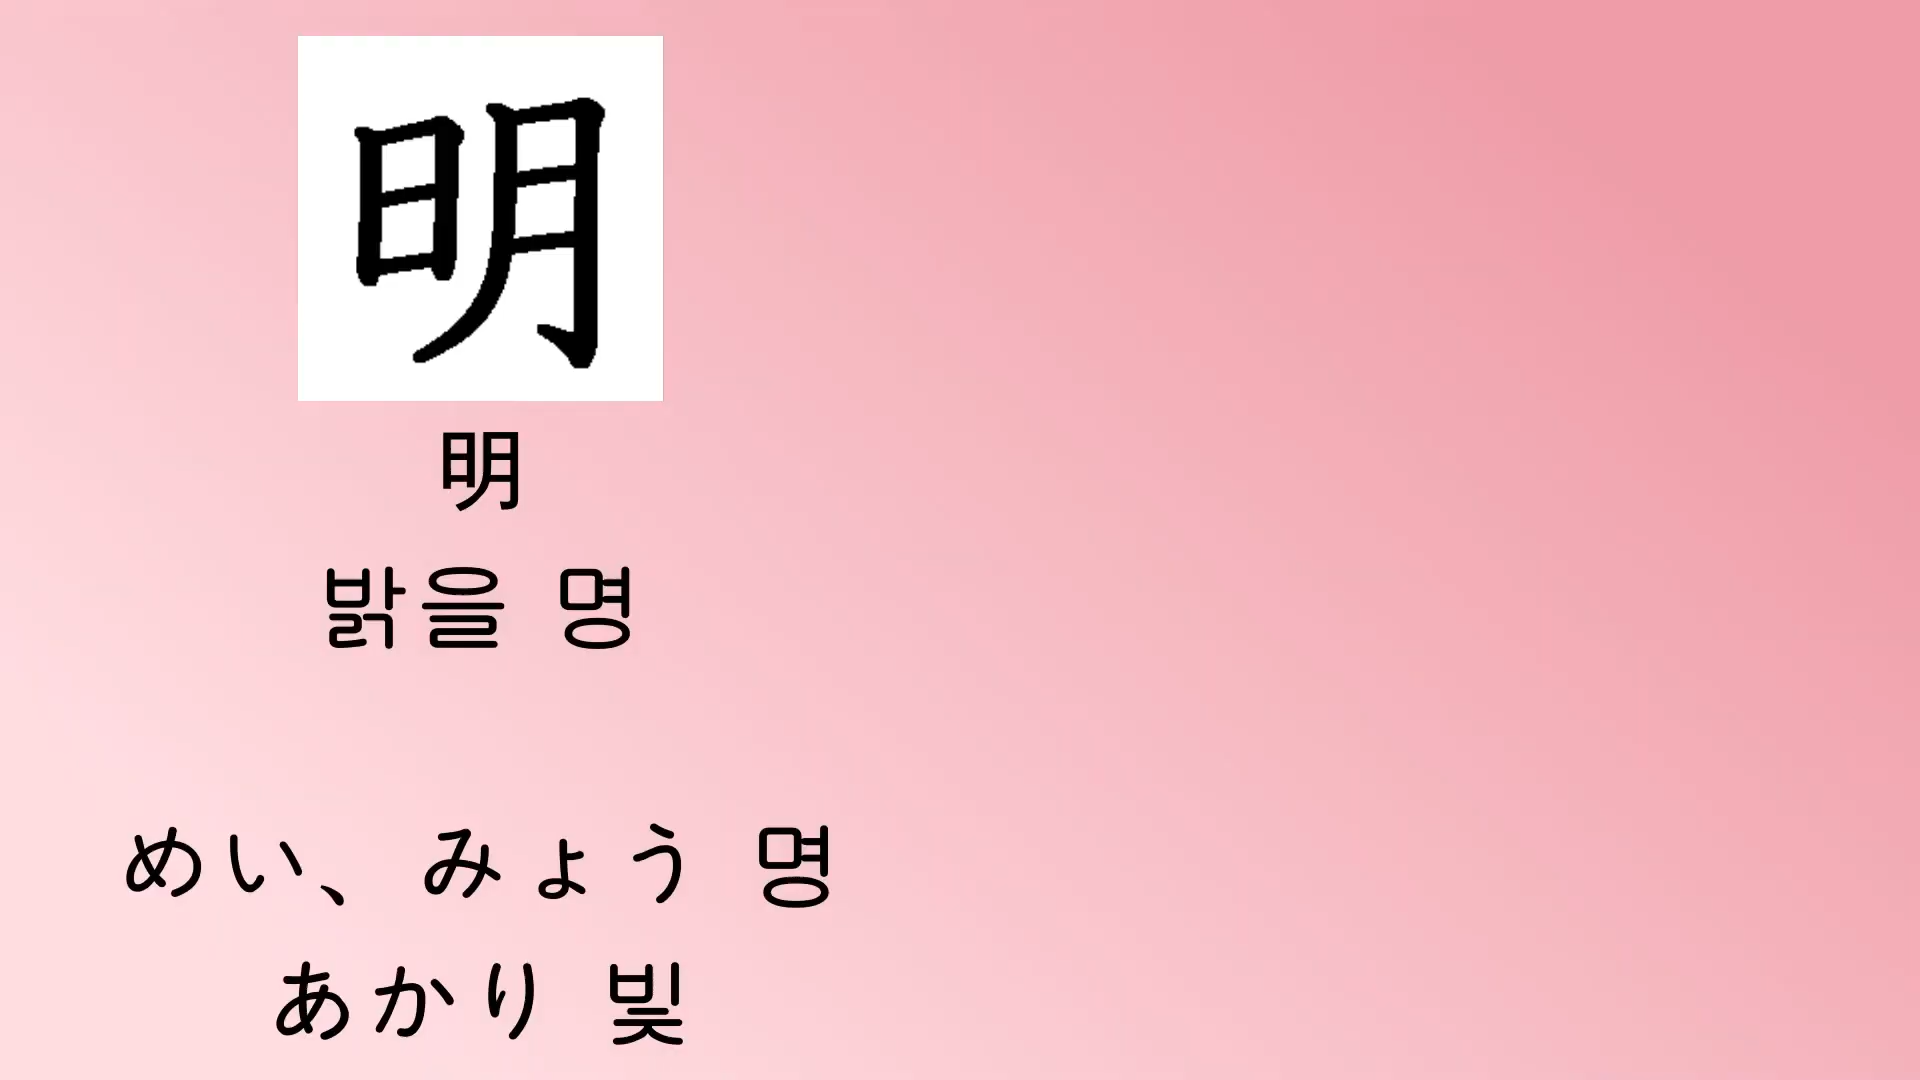 明
明
밝을 명
めい、みょう 명
あかり 빛